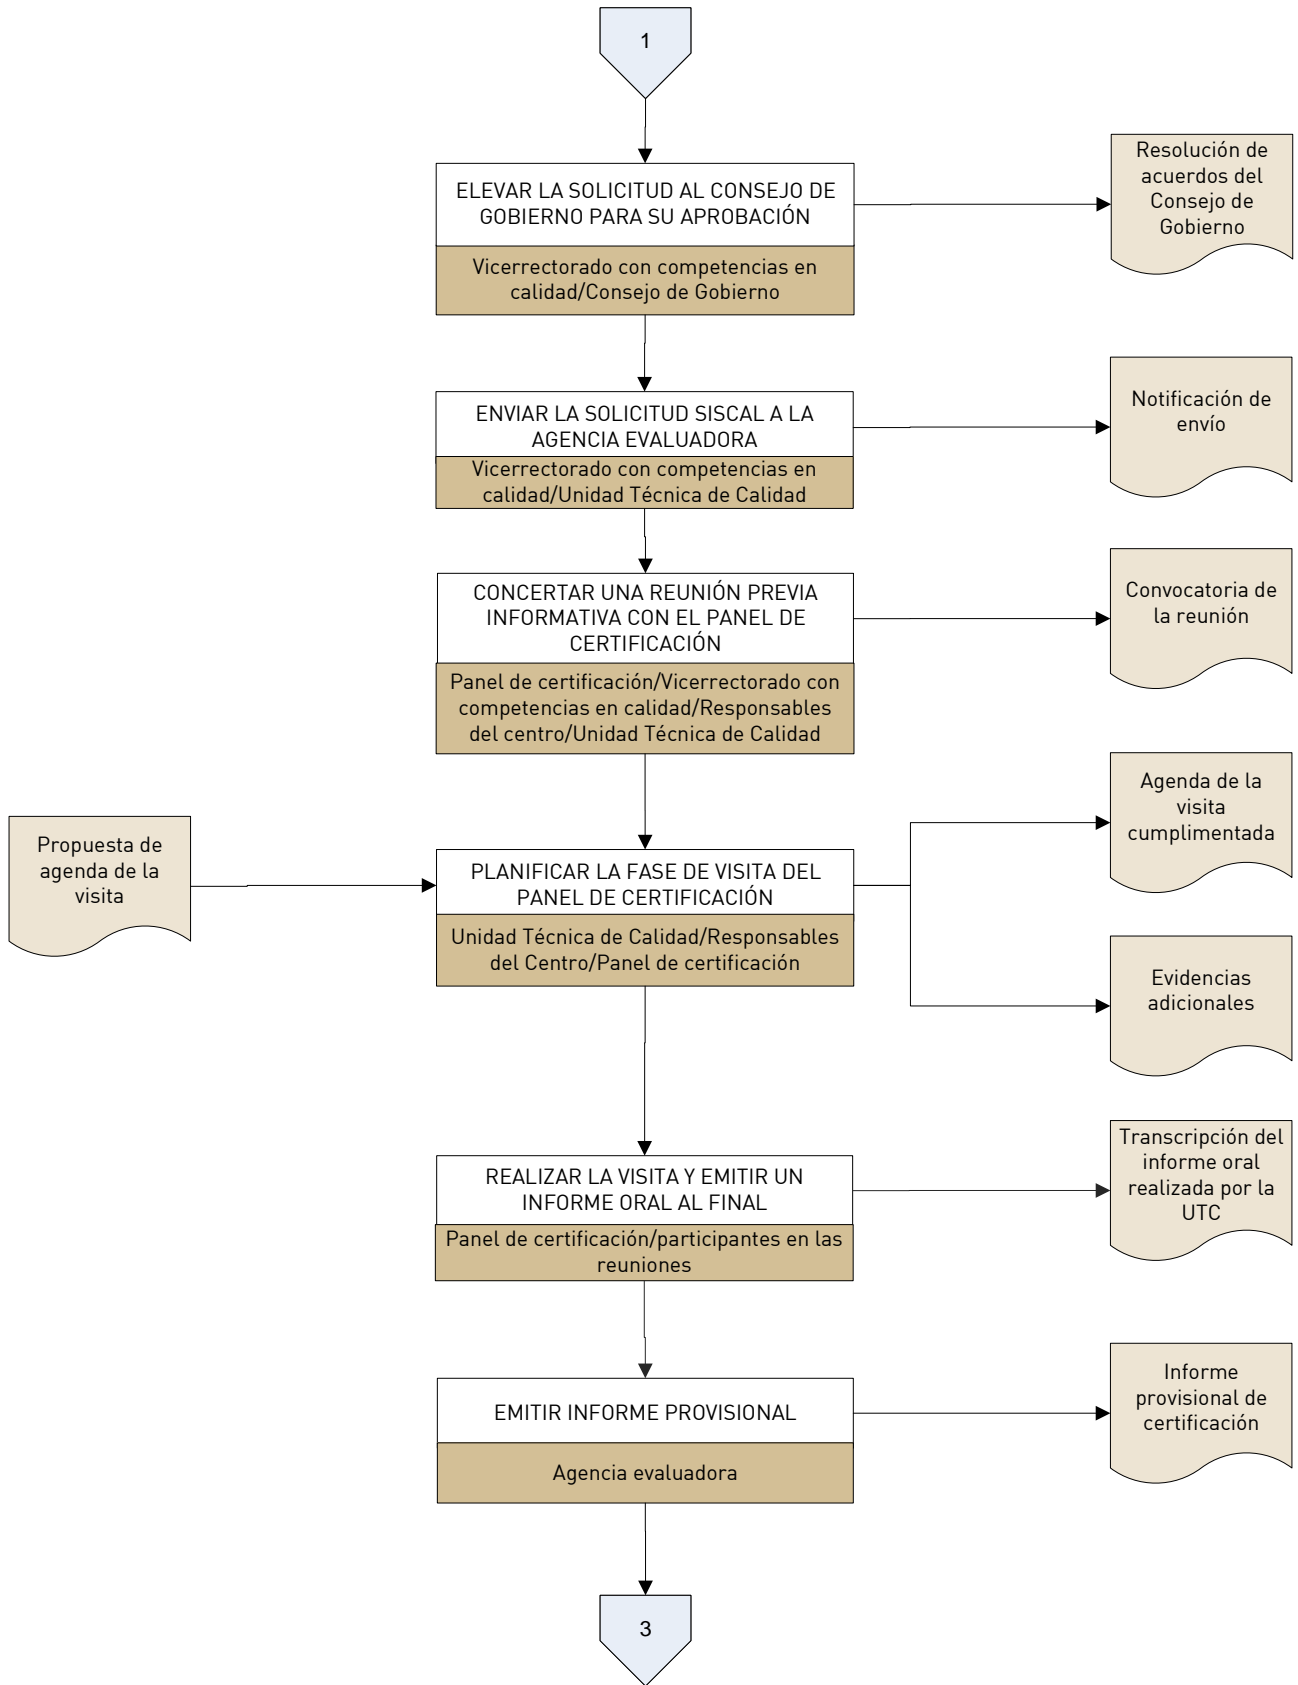 1
ELEVAR LA SOLICITUD AL CONSEJO DE
GOBIERNO PARA SU APROBACIÓN
Vicerrectorado con competencias en
calidad/Consejo de Gobierno
Resolución de
acuerdos del
Consejo de
Gobierno
ENVIAR LA SOLICITUD SISCAL A LA
AGENCIA EVALUADORA
Vicerrectorado con competencias en
calidad/Unidad Técnica de Calidad
Notificación de
envío
CONCERTAR UNA REUNIÓN PREVIA
INFORMATIVA CON EL PANEL DE
CERTIFICACIÓN
Panel de certificación/Vicerrectorado con
competencias en calidad/Responsables
del centro/Unidad Técnica de Calidad
Convocatoria de
la reunión
Propuesta de
agenda de la
visita
PLANIFICAR LA FASE DE VISITA DEL
PANEL DE CERTIFICACIÓN
Unidad Técnica de Calidad/Responsables
del Centro/Panel de certificación
Agenda de la
visita
cumplimentada
Evidencias
adicionales
REALIZAR LA VISITA Y EMITIR UN
INFORME ORAL AL FINAL
Panel de certificación/participantes en las
reuniones
Transcripción del
informe oral
realizada por la
UTC
EMITIR INFORME PROVISIONAL
Agencia evaluadora
Informe
provisional de
certificación
3